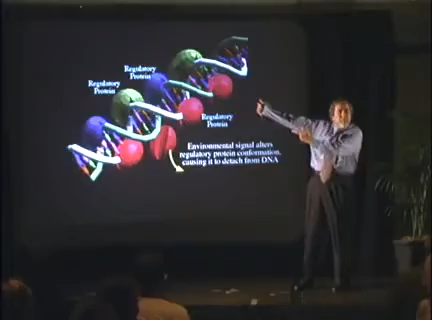 Regulatory
Protein
Regulatory
Protein
Regulatory
Protein
Environmental signal alters
regulatory protein conformation,
causing it to detach from DNA